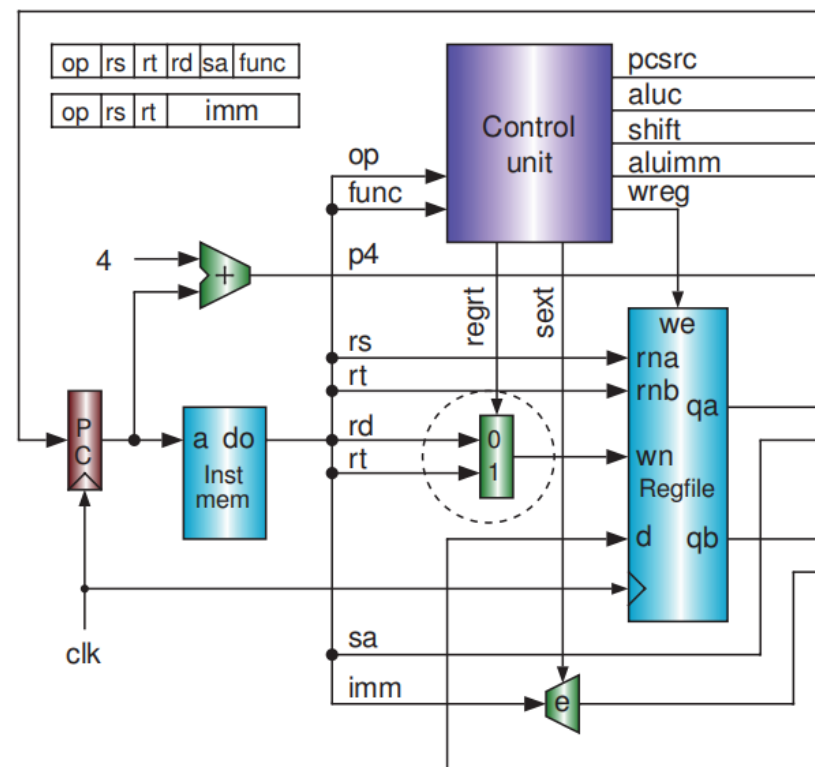 op rs rt rd sa func
op rs rt imm
Control
unit
pcsrc
aluc
shift
aluimm
wreg
op
func
4
+
p4
regrt
sext
we
rs
rna
rt
rnb
qa
P
C
a do
Inst
mem
rd
0
rt
1
wn
Regfile
d qb
clk
sa
imm
e